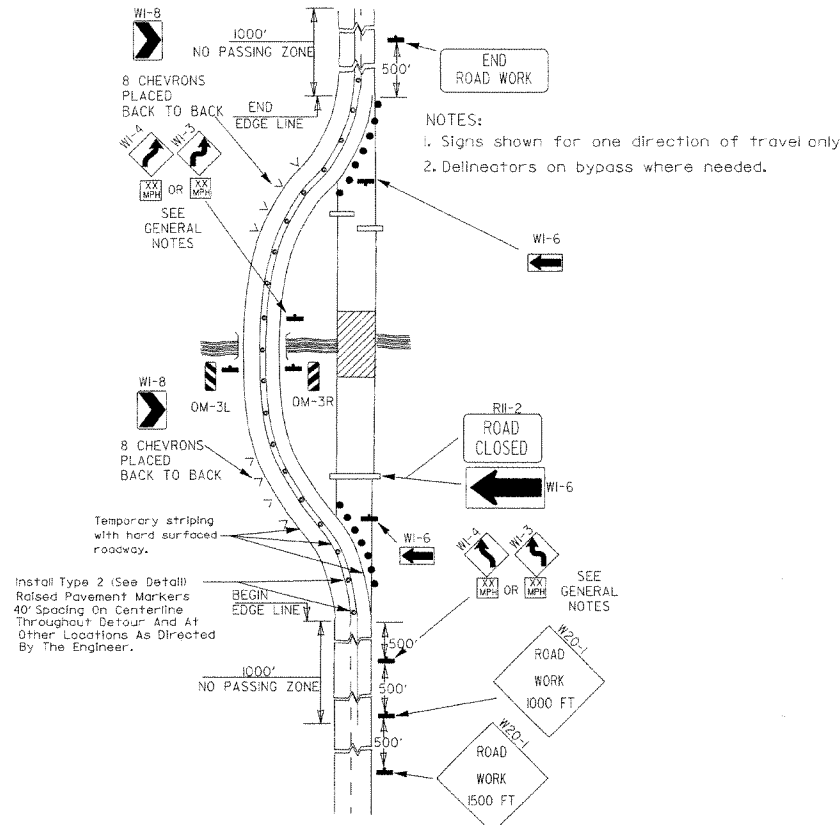 WI-8
1000'
NO PASSING ZONE
500'
END
ROAD WORK
8 CHEVRONS
PLACED
BACK TO BACK
END
EDGE LINE
NOTES:
1. Signs shown for one direction of travel only
2. Delineators on bypass where needed.
WI-4
WI-3
XX
MPH
OR
XX
MPH
SEE
GENERAL
NOTES
WI-6
WI-8
OM-3L
OM-3R
8 CHEVRONS
PLACED
BACK TO BACK
RII-2
ROAD
CLOSED
WI-6
Temporary striping
with hard surfaced
roadway.
WI-6
WI-4
WI-3
XX
MPH
OR
XX
MPH
SEE
GENERAL
NOTES
Install Type 2 (See Detail)
Raised Pavement Markers
40' Spacing On Centerline
Throughout Detour And At
Other Locations As Directed
By The Engineer.
BEGIN
EDGE LINE
500'
1000'
NO PASSING ZONE
500'
W20-1
ROAD
WORK
1000 FT
500'
W20-1
ROAD
WORK
1500 FT